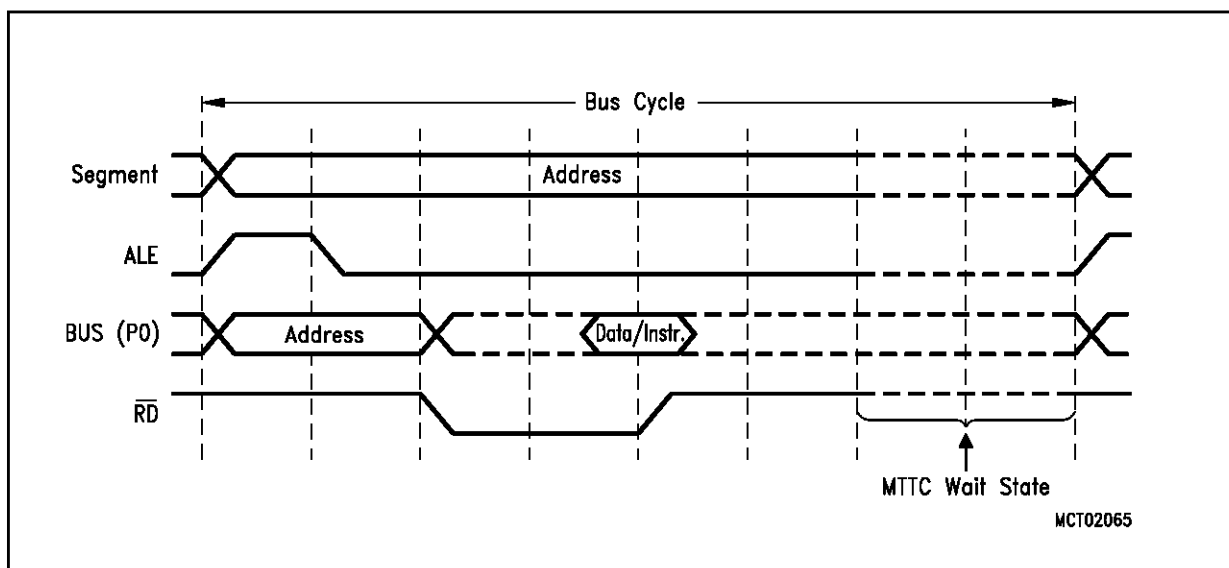 Bus Cycle
Segment
Address
ALE
BUS (P0)
Address
Data/Instr.
RD
MTTC Wait State
MCT02065